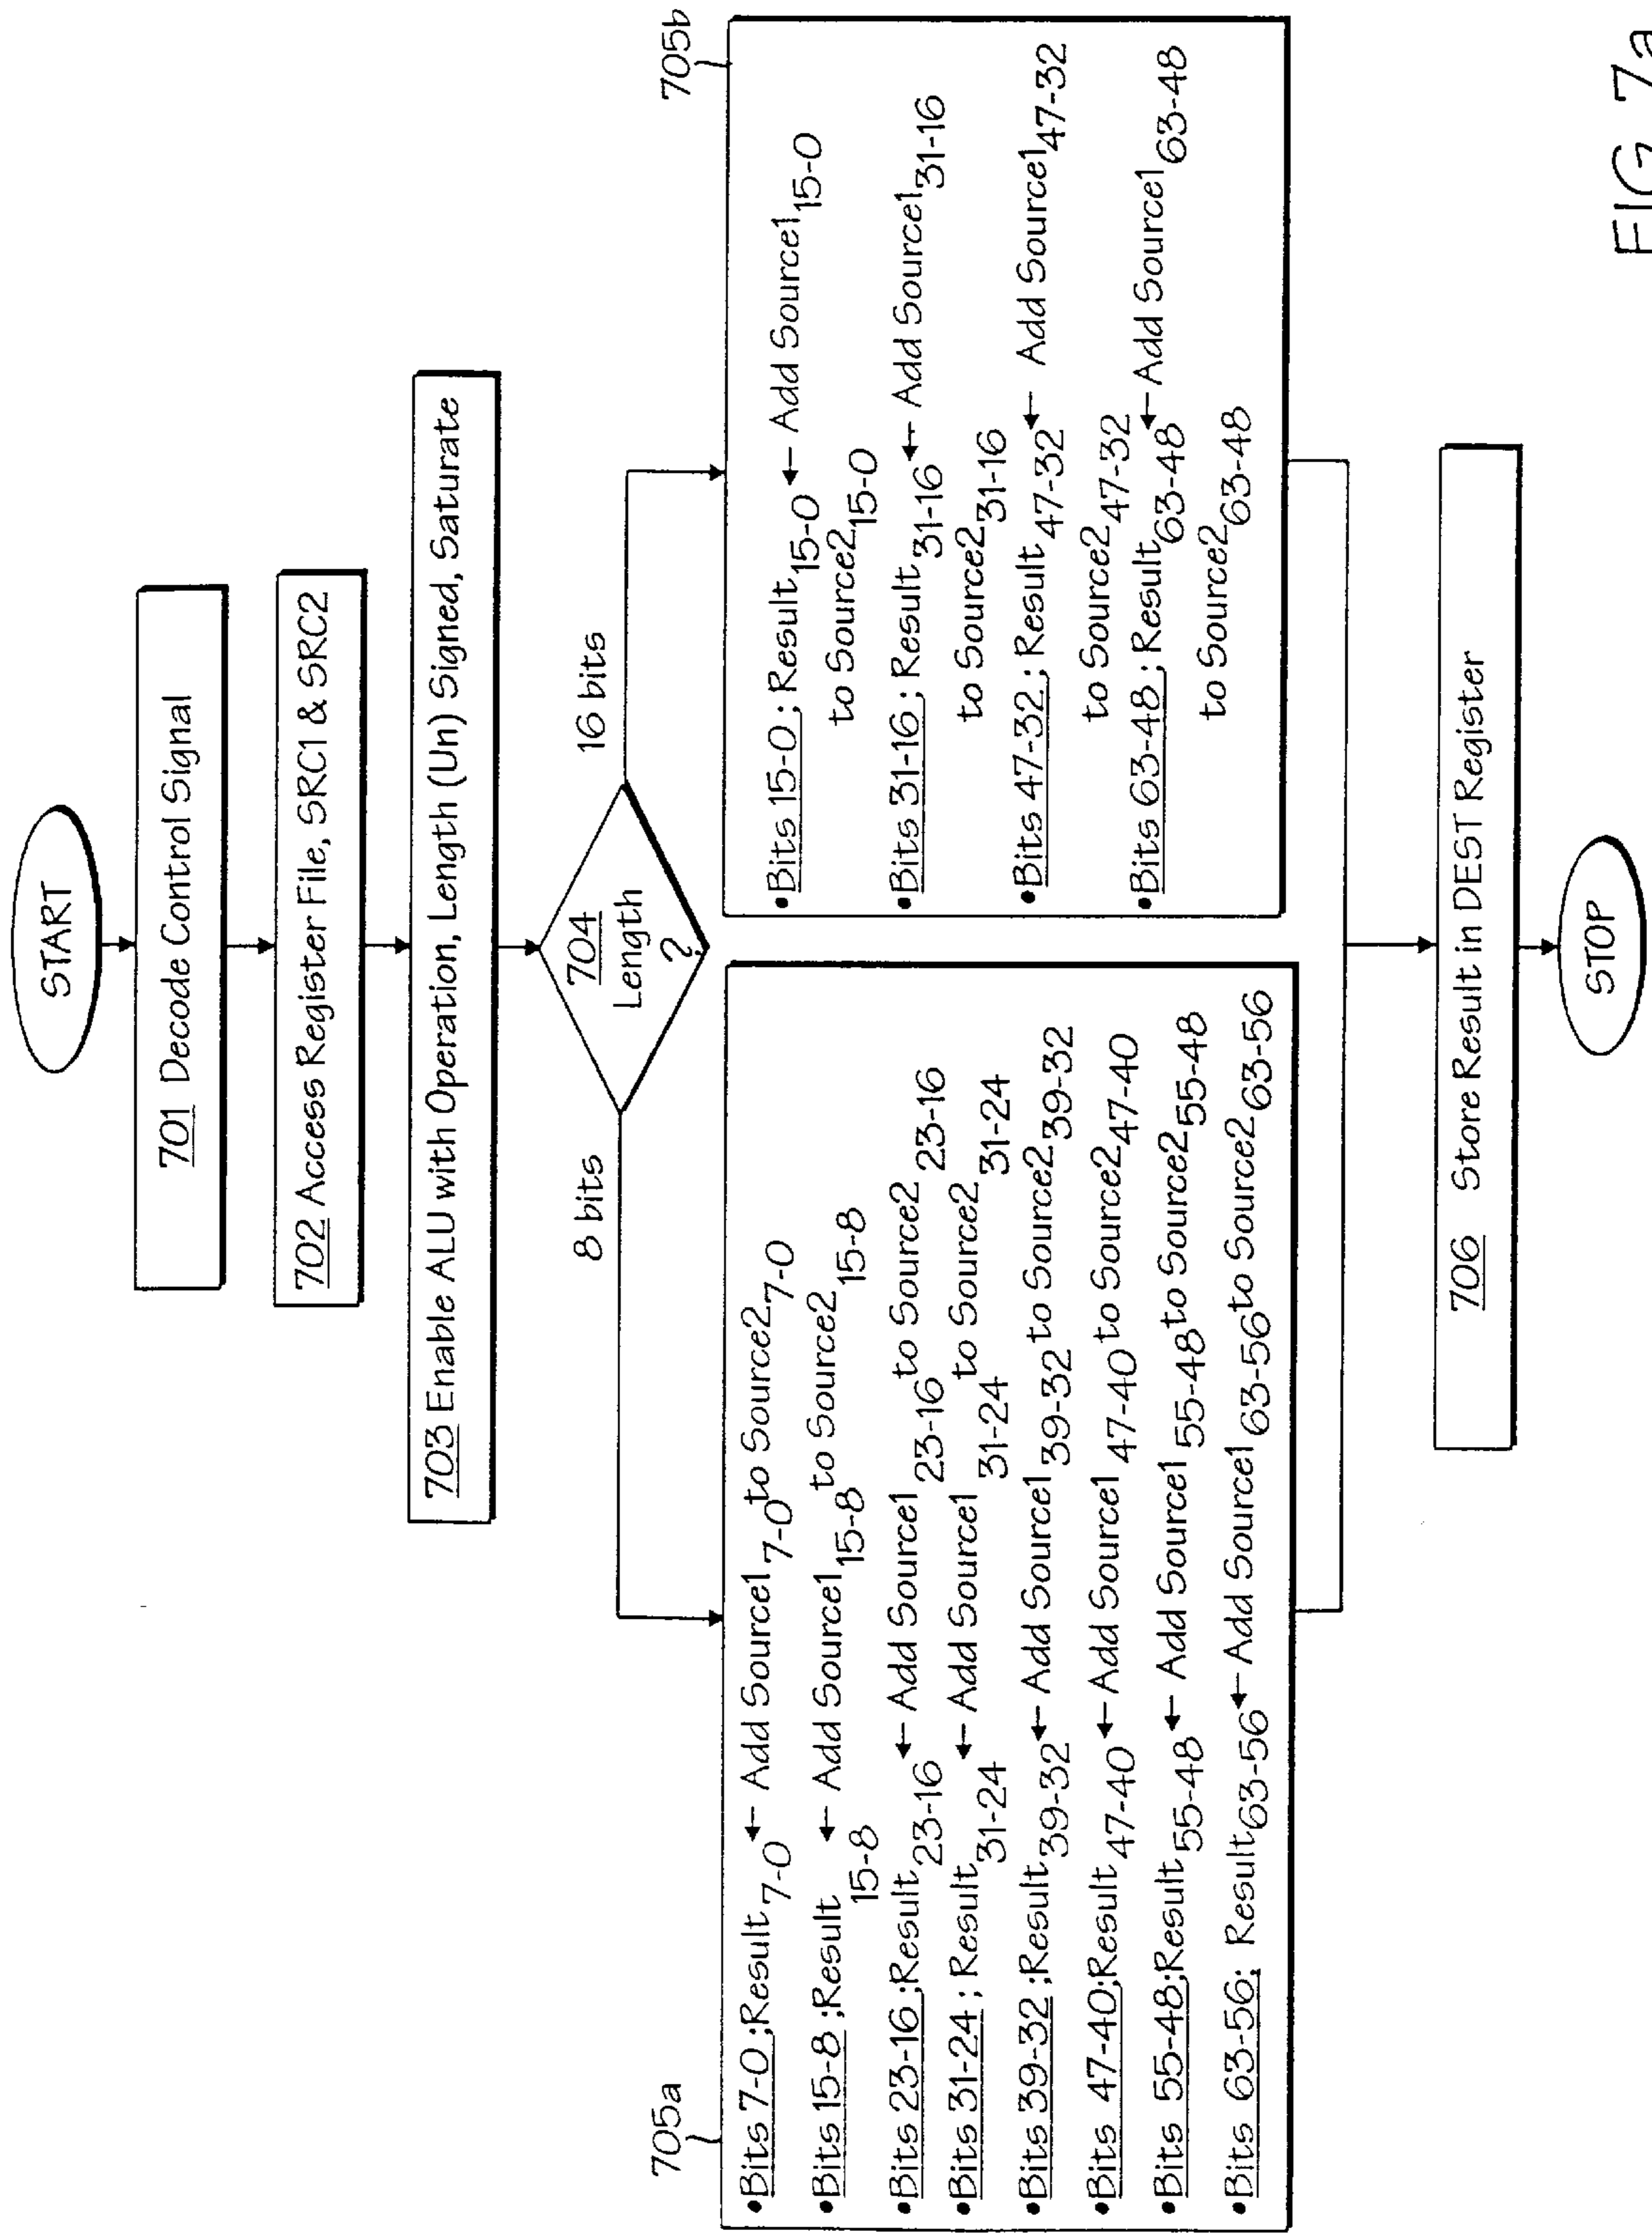 START
701 Decode Control Signal
702 Access Register File, SRC1 & SRC2
703 Enable ALU with Operation, Length (Un) Signed, Saturate
704
Length
?
8 bits
16 bits
705a
•Bits 7-0;Result7-0 ← Add Source17-0 to Source27-0
•Bits 15-8;Result15-8 ← Add Source115-8 to Source215-8
•Bits 23-16;Result23-16 ← Add Source123-16 to Source223-16
•Bits 31-24; Result31-24 ← Add Source131-24 to Source231-24
•Bits 39-32;Result39-32 ← Add Source139-32 to Source239-32
•Bits 47-40;Result47-40 ← Add Source147-40 to Source247-40
•Bits 55-48;Result55-48 ← Add Source155-48 to Source255-48
•Bits 63-56; Result63-56 ← Add Source163-56 to Source263-56
705b
•Bits 15-0; Result15-0 ← Add Source115-0
to Source215-0
•Bits 31-16; Result31-16 ← Add Source131-16
to Source231-16
•Bits 47-32; Result47-32 ← Add Source147-32
to Source247-32
•Bits 63-48; Result63-48 ← Add Source163-48
to Source263-48
706 Store Result in DEST Register
STOP
FIG 7a